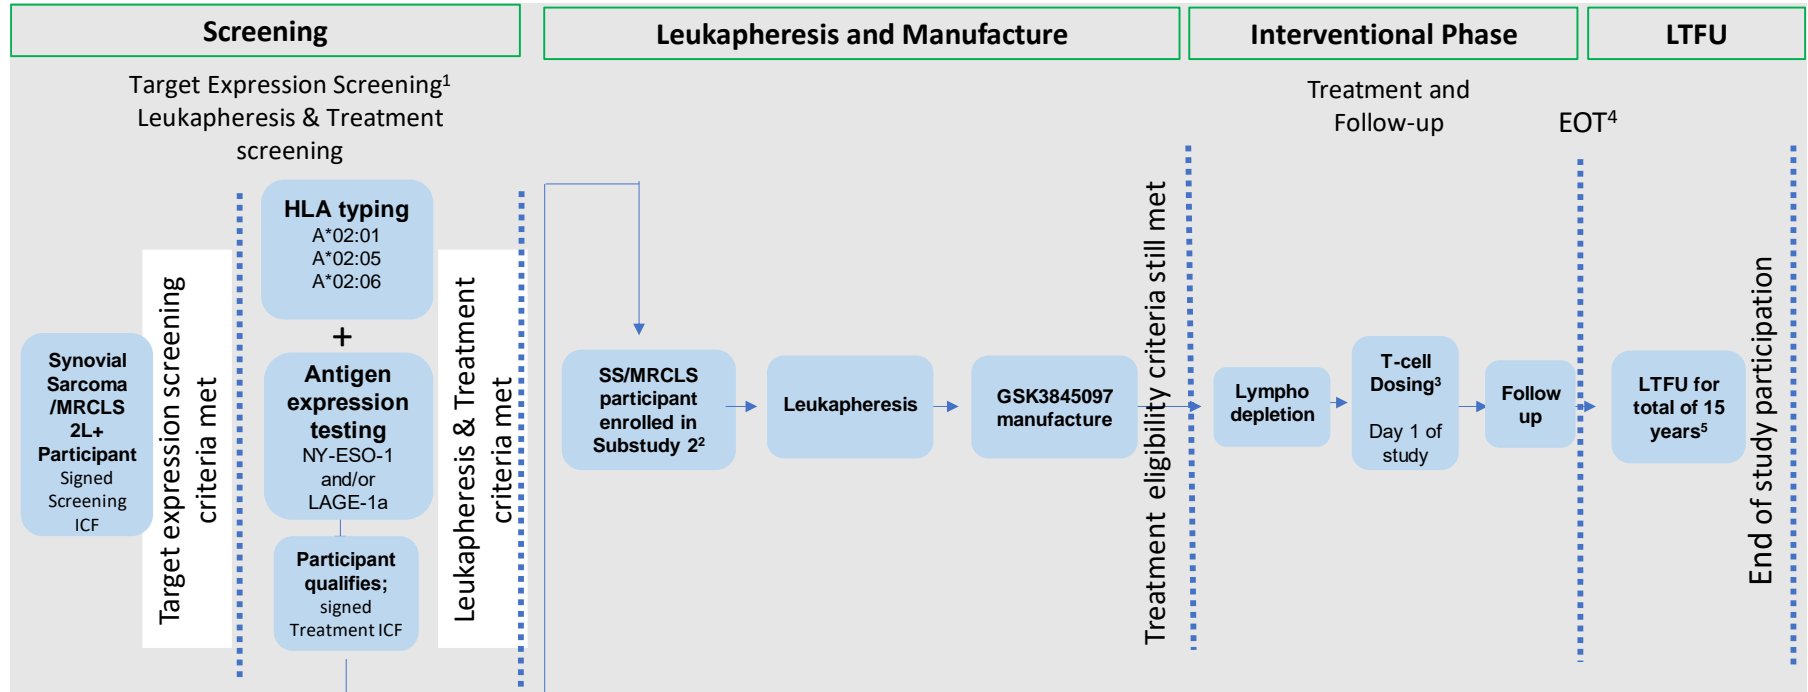 Screening
Leukapheresis and Manufacture
Interventional Phase
LTFU
Target Expression Screening1
Leukapheresis & Treatment
screening
Treatment and
Follow-up
EOT4
Synovial
Sarcoma
/MRCLS
2L+
Participant
Signed
Screening
ICF
Target expression screening
criteria met
HLA typing
A*02:01
A*02:05
A*02:06
+
Antigen
expression
testing
NY-ESO-1
and/or
LAGE-1a
Participant
qualifies;
signed
Treatment ICF
Leukapheresis & Treatment
criteria met
SS/MRCLS
participant
enrolled in
Substudy 22
Leukapheresis
GSK3845097
manufacture
Treatment eligibility criteria still met
Lympho
depletion
T-cell
Dosing3
Day 1 of
study
Follow
up
LTFU for
total of 15
years5
End of study participation